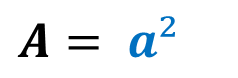 A = a²